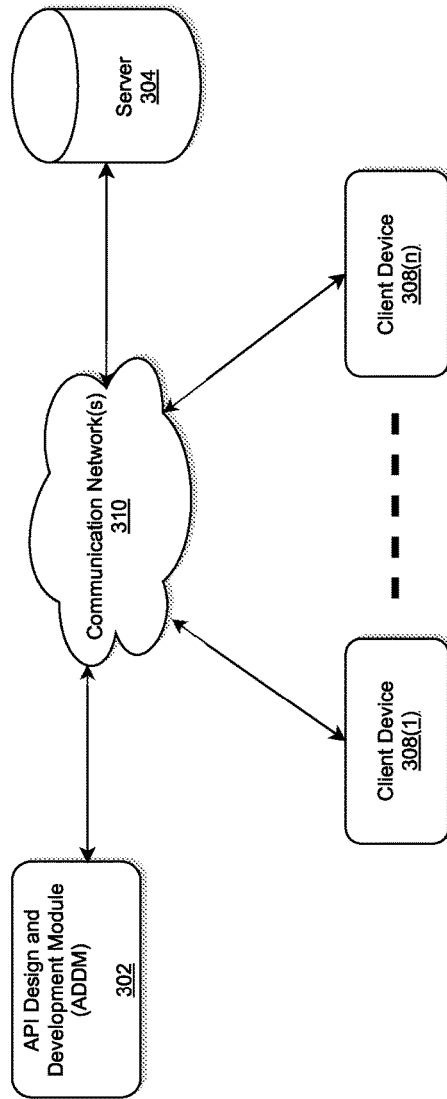 API Design and
Development Module
(ADDM)
302
Communication Network(s)
310
Server
304
Client Device
308(1)
Client Device
308(n)